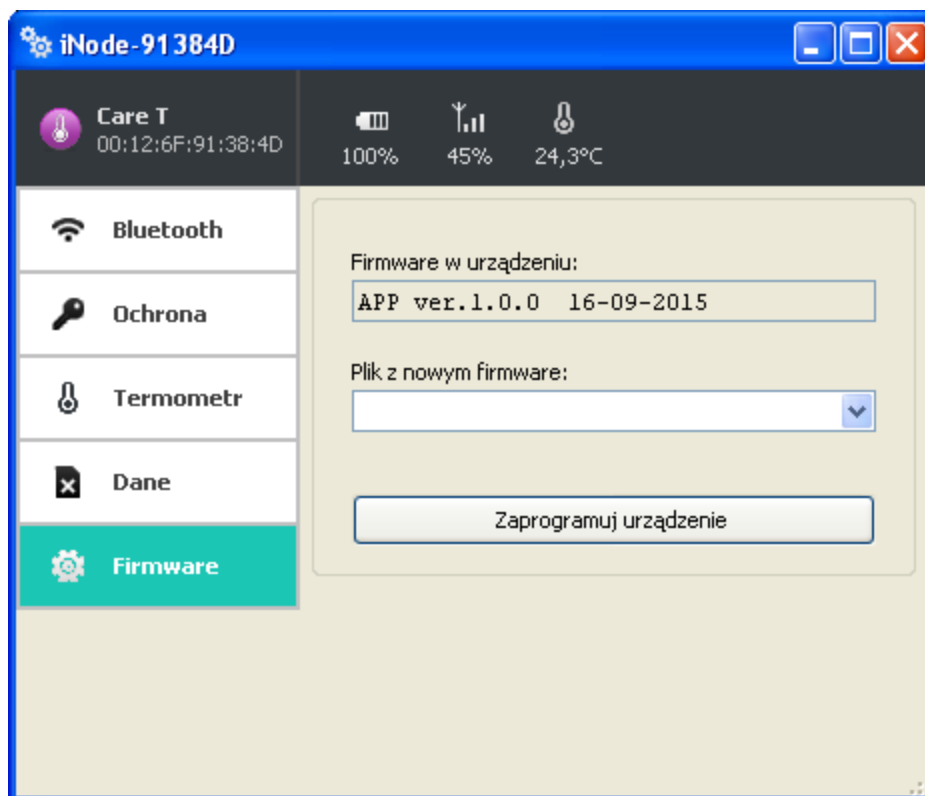 iNode-91384D
Care T
00:12:6F:91:38:4D
100%
45%
24,3°C
Bluetooth
Ochrona
Termometr
Dane
Firmware
Firmware w urządzeniu:
APP ver.1.0.0  16-09-2015
Plik z nowym firmware:
Zaprogramuj urządzenie